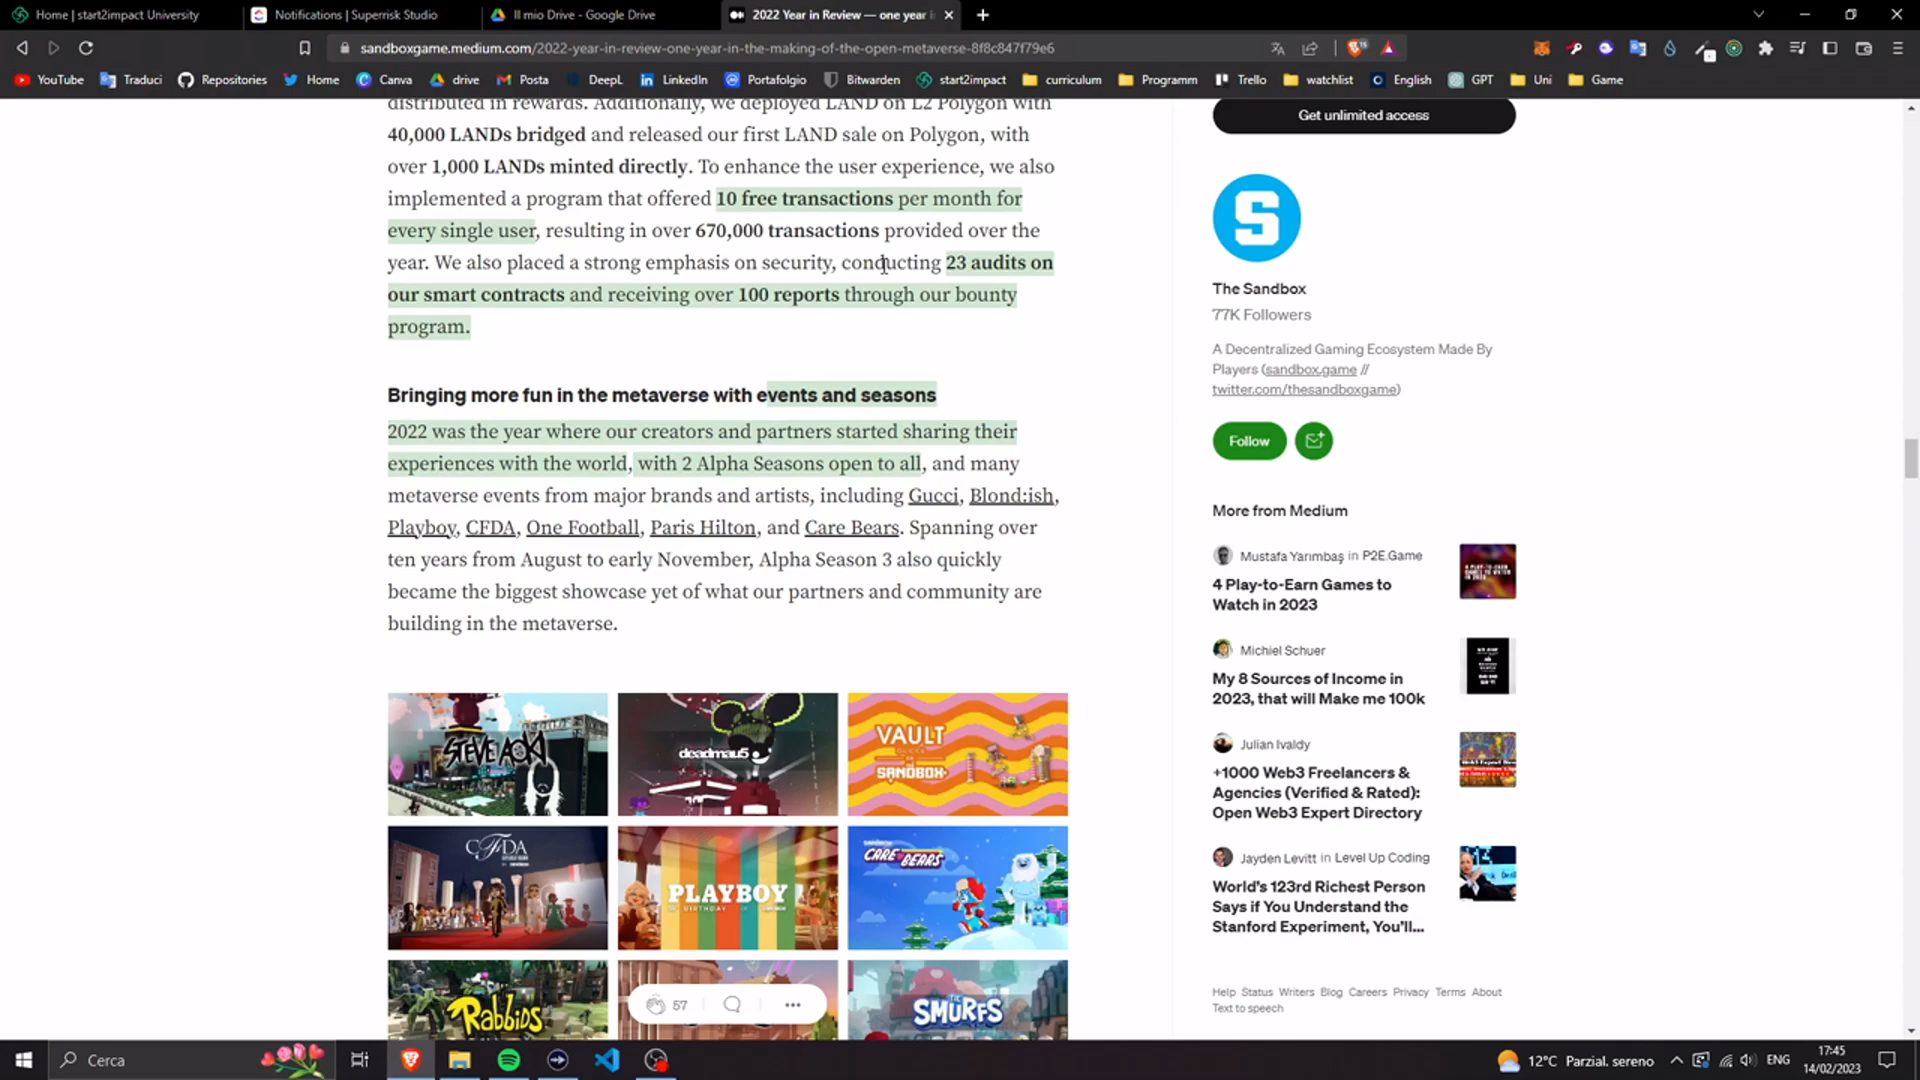 Home | start2impact University
Notifications | Superrisk Studio
Il mio Drive - Google Drive
2022 Year in Review — one year in
sandboxgame.medium.com/2022-year-in-review-one-year-in-the-making-of-the-open-metaverse-8f8c847f79e6
YouTube
Traduci
Repositories
Home
Canva
drive
Posta
DeepL
LinkedIn
Portafolgio
Bitwarden
start2impact
curriculum
Programm
Trello
watchlist
English
GPT
Uni
Game
distributed in rewards. Additionally, we deployed LAND on L2 Polygon with
40,000 LANDs bridged and released our first LAND sale on Polygon, with
over 1,000 LANDs minted directly. To enhance the user experience, we also
implemented a program that offered 10 free transactions per month for
every single user, resulting in over 670,000 transactions provided over the
year. We also placed a strong emphasis on security, conducting 23 audits on
our smart contracts and receiving over 100 reports through our bounty
program.
Bringing more fun in the metaverse with events and seasons
2022 was the year where our creators and partners started sharing their
experiences with the world, with 2 Alpha Seasons open to all, and many
metaverse events from major brands and artists, including Gucci, Blond:ish,
Playboy, CFDA, One Football, Paris Hilton, and Care Bears. Spanning over
ten years from August to early November, Alpha Season 3 also quickly
became the biggest showcase yet of what our partners and community are
building in the metaverse.
STEVE AOKI
deadmau5
VAULT
SANDBOX
CFDA
PLAYBOY
CARE BEARS
Rabbids
THE SMURFS
57
Get unlimited access
S
The Sandbox
77K Followers
A Decentralized Gaming Ecosystem Made By
Players (sandbox.game //
twitter.com/thesandboxgame)
Follow
More from Medium
Mustafa Yarımbaş in P2E.Game
4 Play-to-Earn Games to
Watch in 2023
Michiel Schuer
My 8 Sources of Income in
2023, that will Make me 100k
Julian Ivaldy
+1000 Web3 Freelancers &
Agencies (Verified & Rated):
Open Web3 Expert Directory
Jayden Levitt in Level Up Coding
World's 123rd Richest Person
Says if You Understand the
Stanford Experiment, You'll...
Help Status Writers Blog Careers Privacy Terms About
Text to speech
Cerca
12°C Parzial. sereno
ENG
17:45
14/02/2023